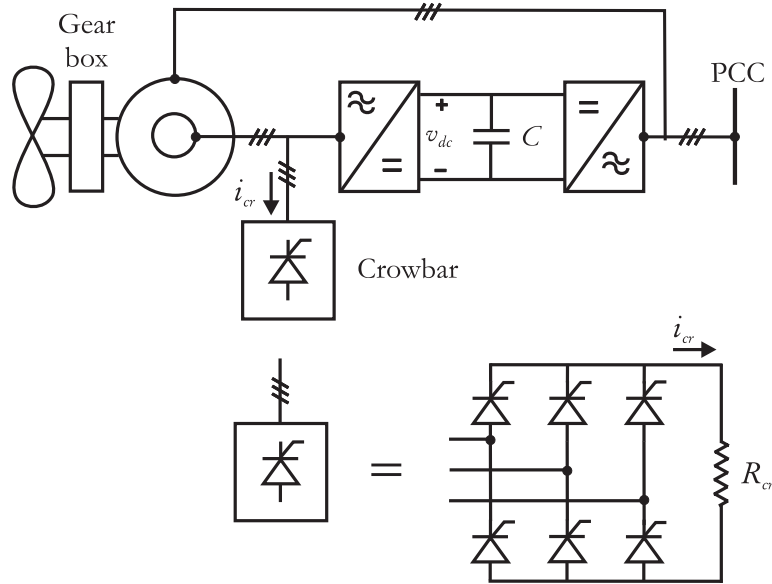 Gear
box
PCC
+
v_dc
C
-
i_cr
Crowbar
i_cr
=
R_cr